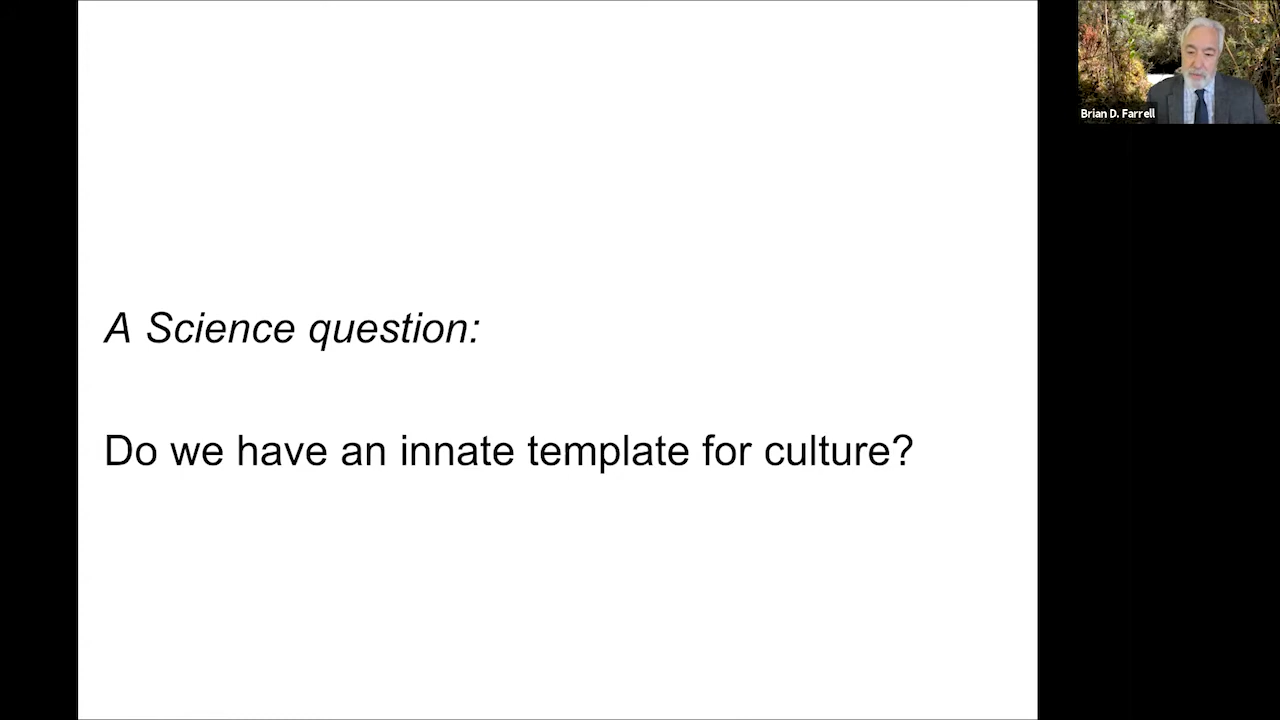 A Science question:
Do we have an innate template for culture?
Brian D. Farrell